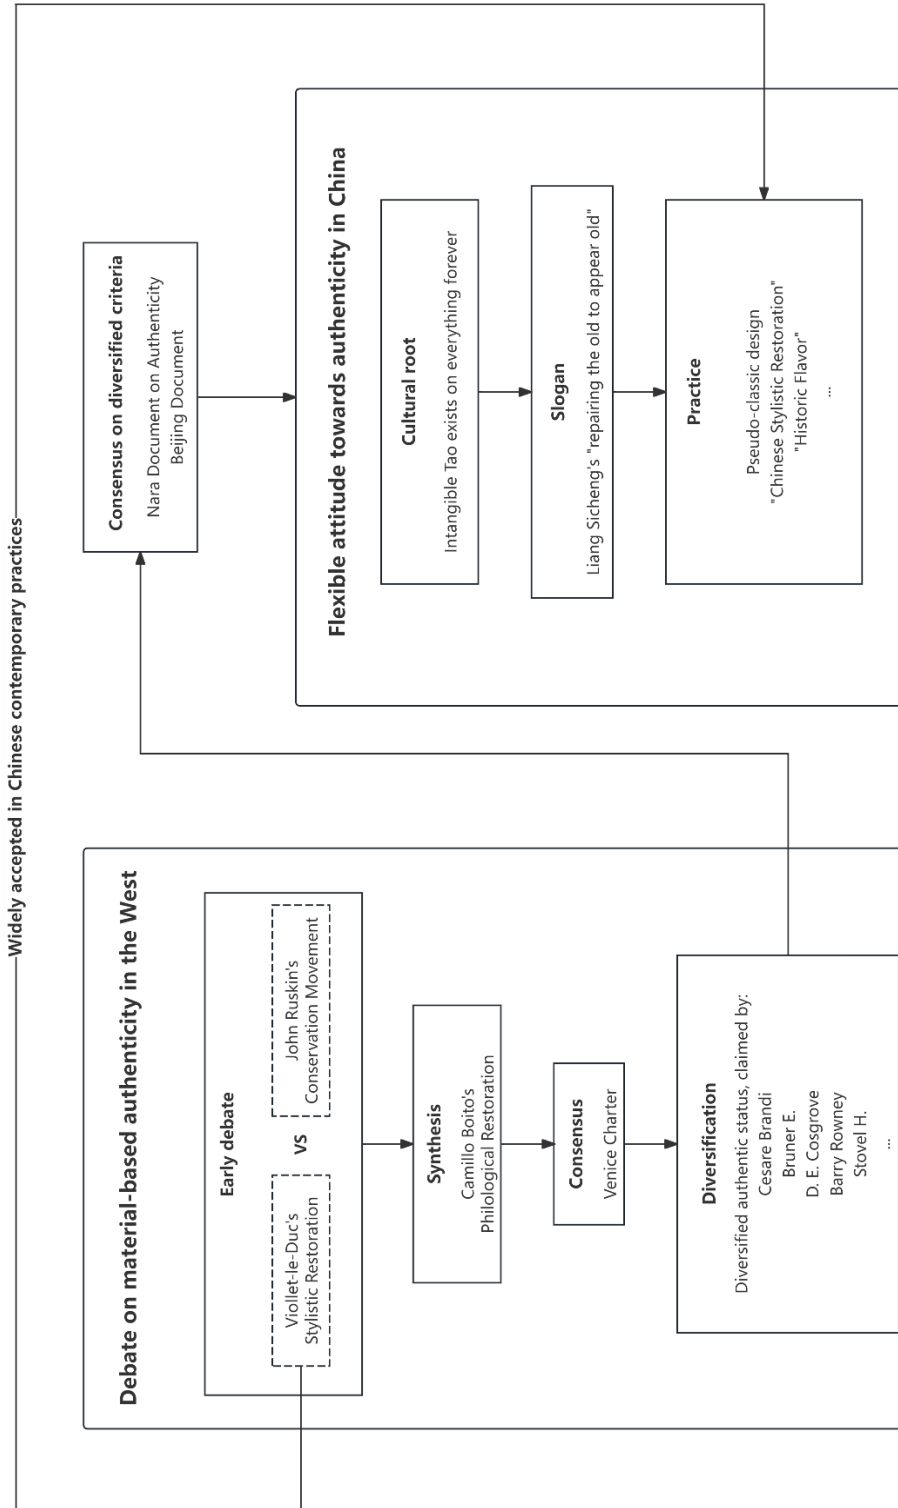 Widely accepted in Chinese contemporary practices
Debate on material-based authenticity in the West
Early debate
Viollet-le-Duc's
Stylistic Restoration
VS
John Ruskin's
Conservation Movement
Synthesis
Camillo Boito's
Philological Restoration
Consensus
Venice Charter
Diversification
Diversified authentic status, claimed by:
Cesare Brandi
Bruner E.
D. E. Cosgrove
Barry Rowney
Stovel H.
...
Consensus on diversified criteria
Nara Document on Authenticity
Beijing Document
Flexible attitude towards authenticity in China
Cultural root
Intangible Tao exists on everything forever
Slogan
Liang Sicheng's "repairing the old to appear old"
Practice
Pseudo-classic design
"Chinese Stylistic Restoration"
"Historic Flavor"
...